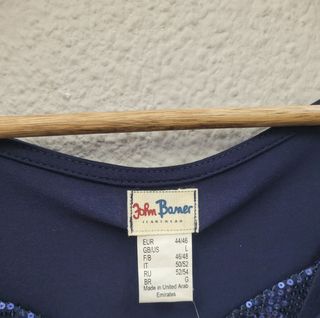 John Baner
JEANSWEAR
EUR 44/46
GB/US L
F/B 46/48
IT 50/52
RU 52/54
BR G
Made in United Arab
Emirates